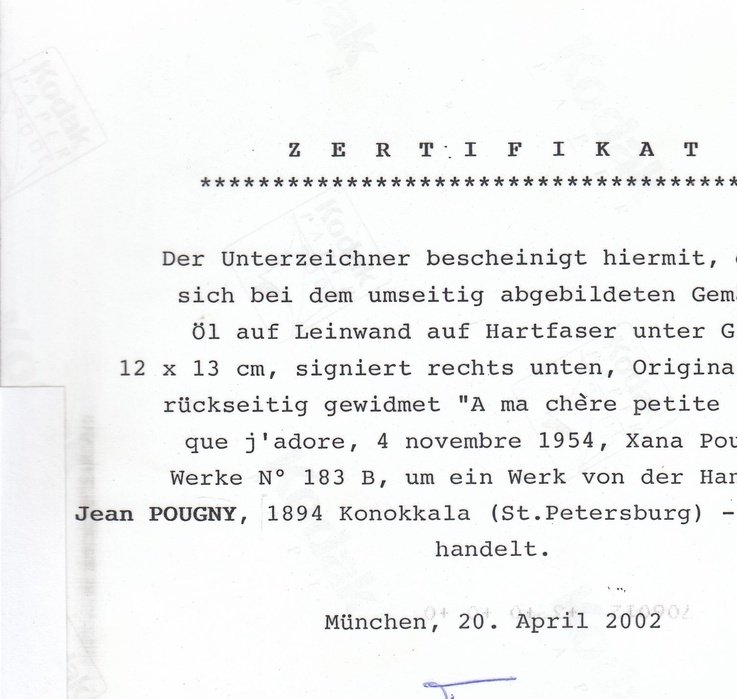 Z E R T I F I K A T
*************************************
Der Unterzeichner bescheinigt hiermit,
sich bei dem umseitig abgebildeten Gem
Öl auf Leinwand auf Hartfaser unter G
12 x 13 cm, signiert rechts unten, Origina
rückseitig gewidmet "A ma chère petite
que j'adore, 4 novembre 1954, Xana Pou
Werke N° 183 B, um ein Werk von der Han
Jean POUGNY, 1894 Konokkala (St.Petersburg) -
handelt.
München, 20. April 2002
Kodak